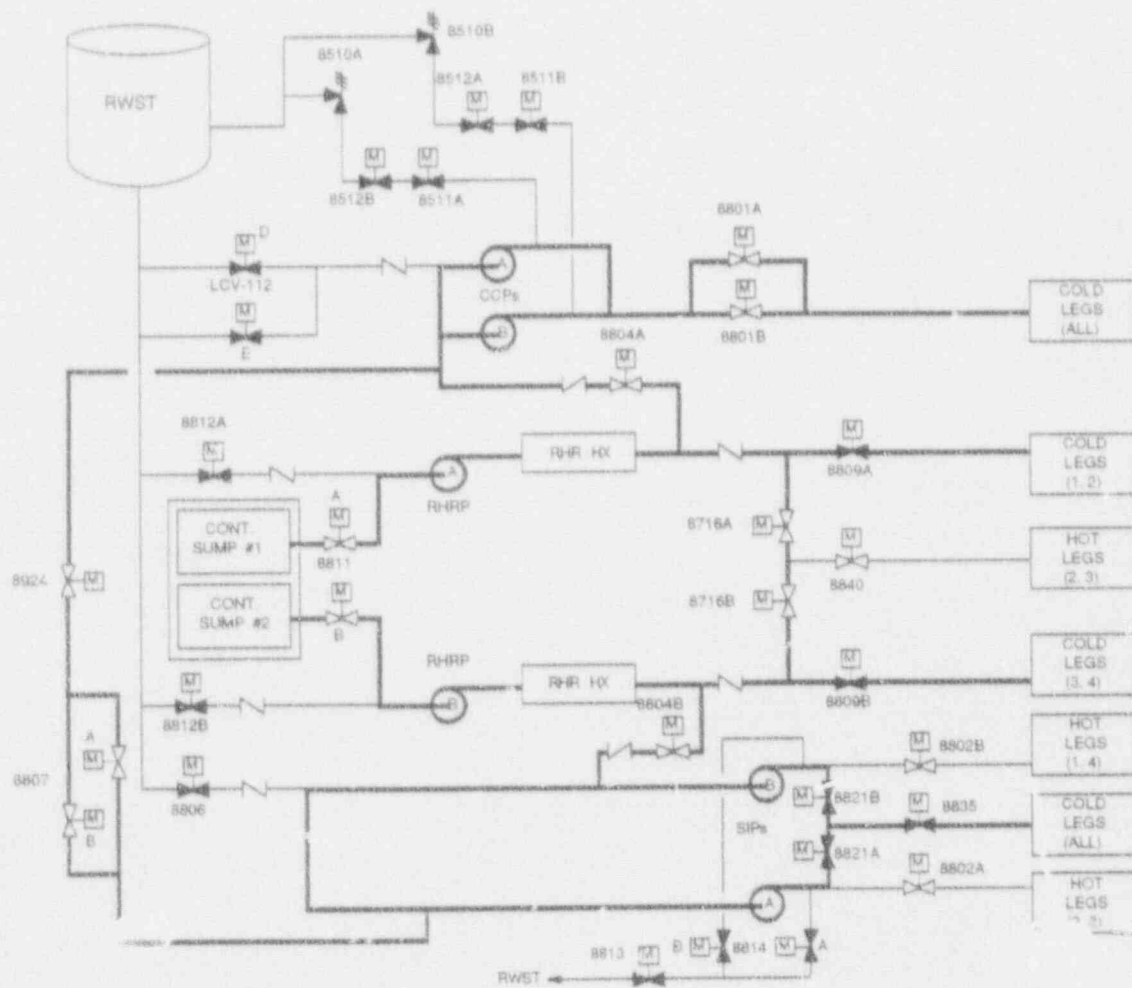 8510B
8510A
8512A
8511B
M
M
RWST
M
M
8512B
8511A
8801A
M
M
D
A
LCV-112
CCPs
M
COLD
LEGS
(ALL)
M
B
8804A
8801B
E
M
8812A
RHR HX
M
COLD
LEGS
(1, 2)
A
A
8809A
RHRP
M
CONT.
SUMP #1
8716A
M
HOT
LEGS
(2, 3)
8811
M
8924
M
M
8840
CONT.
SUMP #2
8716B
M
B
RHRP
M
COLD
LEGS
(3, 4)
M
RHR HX
B
8804B
8809B
8812B
M
HOT
LEGS
(1, 4)
A
M
8802B
M
M
8807
B
M
8821B
M
8835
8806
SIPs
COLD
LEGS
(ALL)
M
B
M
8821A
8802A
M
A
HOT
LEGS
8813
B
M
8814
M
A
M
RWST